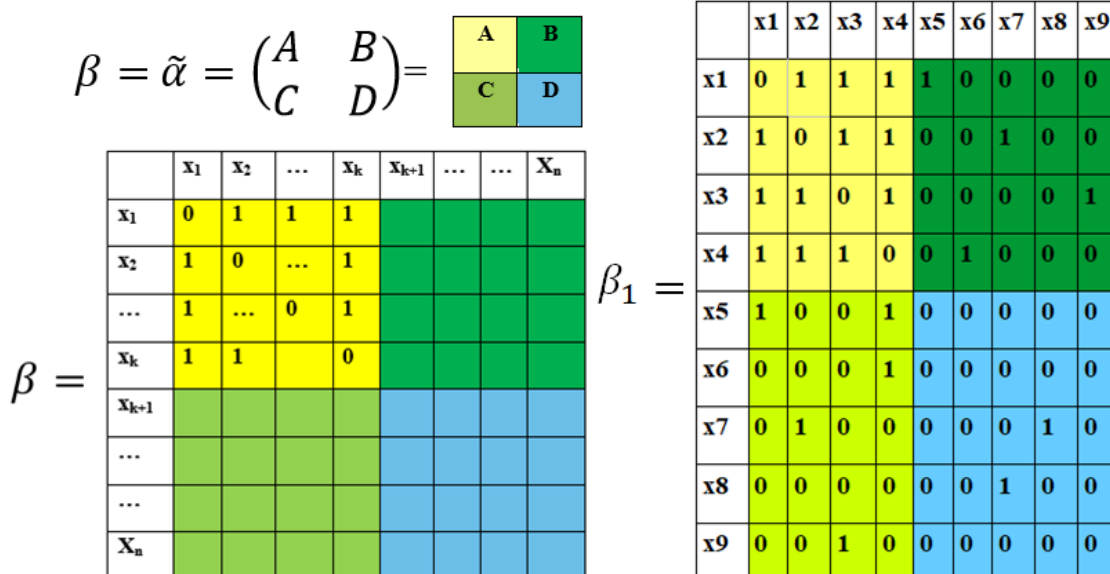 β = α̃ = (A B
C D) =
A B
C D
β =
x₁ x₂ ... xₖ xₖ₊₁ ... ... Xₙ
x₁ 0 1 1 1
x₂ 1 0 ... 1
... 1 ... 0 1
xₖ 1 1 0
xₖ₊₁
...
...
Xₙ
β₁ =
x1 x2 x3 x4 x5 x6 x7 x8 x9
x1 0 1 1 1 1 0 0 0 0
x2 1 0 1 1 0 0 1 0 0
x3 1 1 0 1 0 0 0 0 1
x4 1 1 1 0 0 1 0 0 0
x5 1 0 0 1 0 0 0 0 0
x6 0 0 0 1 0 0 0 0 0
x7 0 1 0 0 0 0 0 1 0
x8 0 0 0 0 0 0 1 0 0
x9 0 0 1 0 0 0 0 0 0